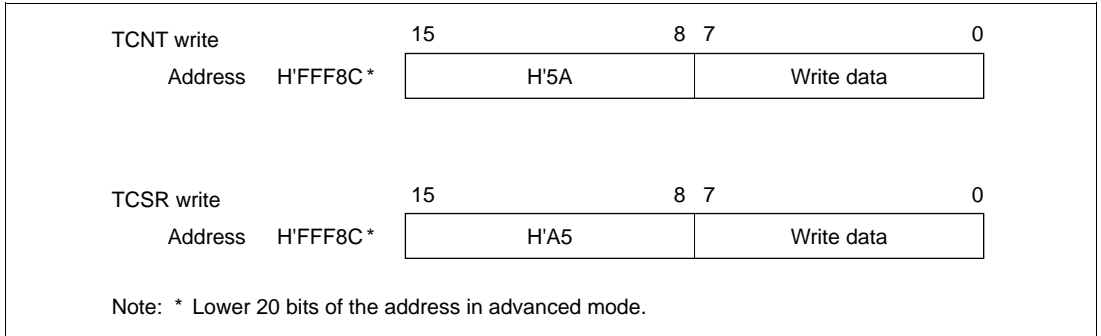 TCNT write 15 8 7 0
Address H'FFF8C* H'5A Write data
TCSR write 15 8 7 0
Address H'FFF8C* H'A5 Write data
Note: * Lower 20 bits of the address in advanced mode.